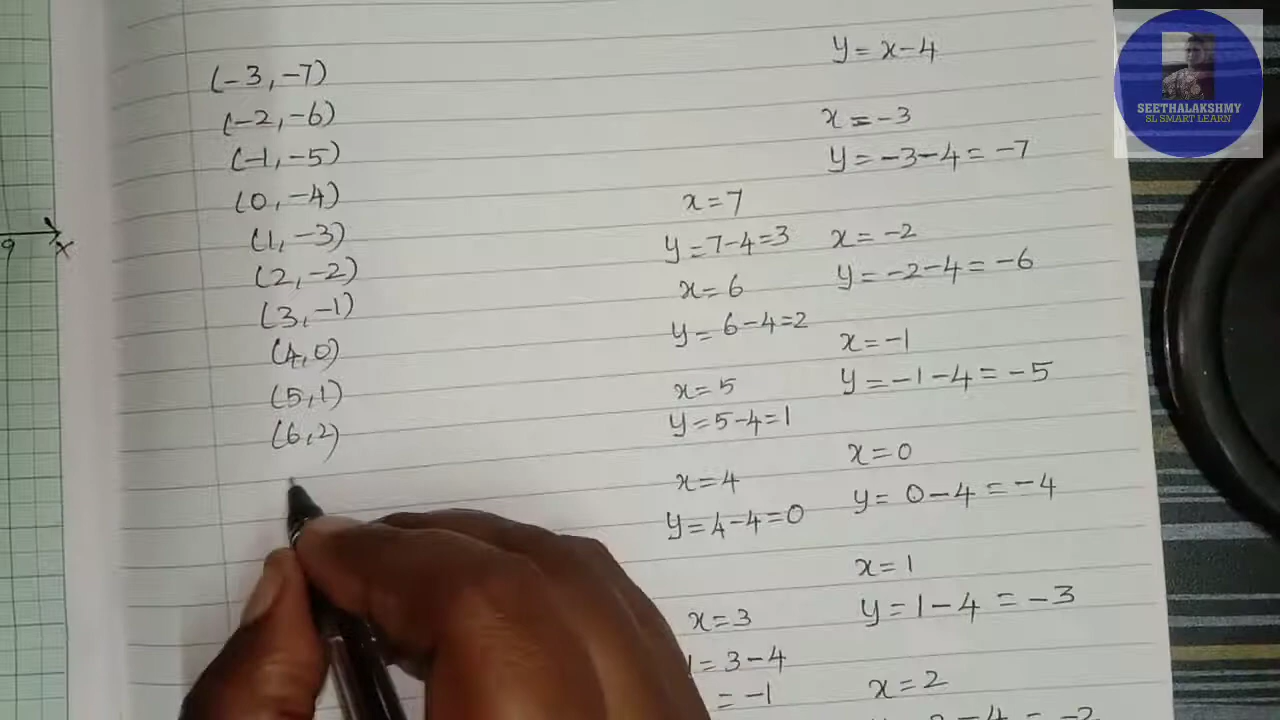 (-3, -7)
(-2, -6)
(-1, -5)
(0, -4)
(1, -3)
(2, -2)
(3, -1)
(4, 0)
(5, 1)
(6, 2)
x = 7
y = 7-4=3
x = 6
y = 6-4=2
x = 5
y = 5-4=1
x = 4
y = 4-4=0
x = 3
= 3-4
= -1
y = x-4
x = -3
y = -3-4 = -7
x = -2
y = -2-4 = -6
x = -1
y = -1-4 = -5
x = 0
y = 0-4 = -4
x = 1
y = 1-4 = -3
x = 2
-4 = -2
9
x
SEETHALAKSHMY
SL SMART LEARN